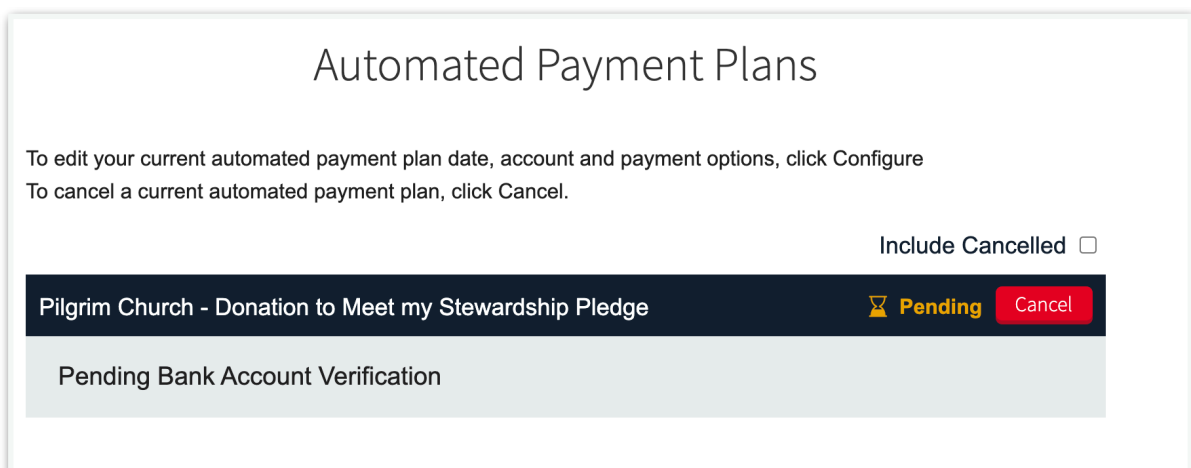 Automated Payment Plans
To edit your current automated payment plan date, account and payment options, click Configure
To cancel a current automated payment plan, click Cancel.
Include Cancelled
Pilgrim Church - Donation to Meet my Stewardship Pledge Pending Cancel
Pending Bank Account Verification